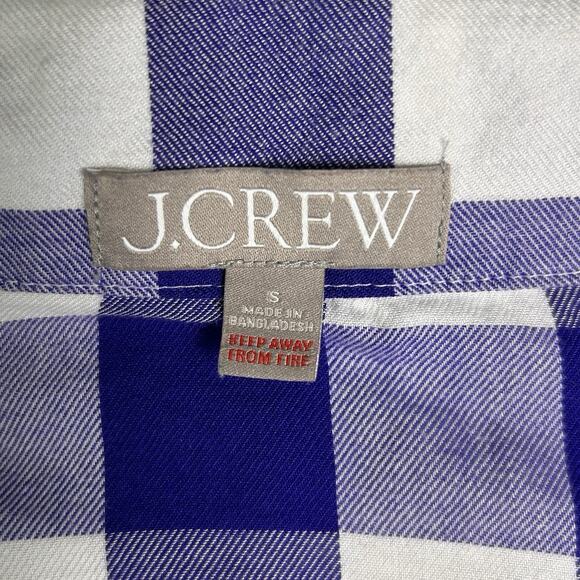 J.CREW
S
MADE IN
BANGLADESH
KEEP AWAY
FROM FIRE